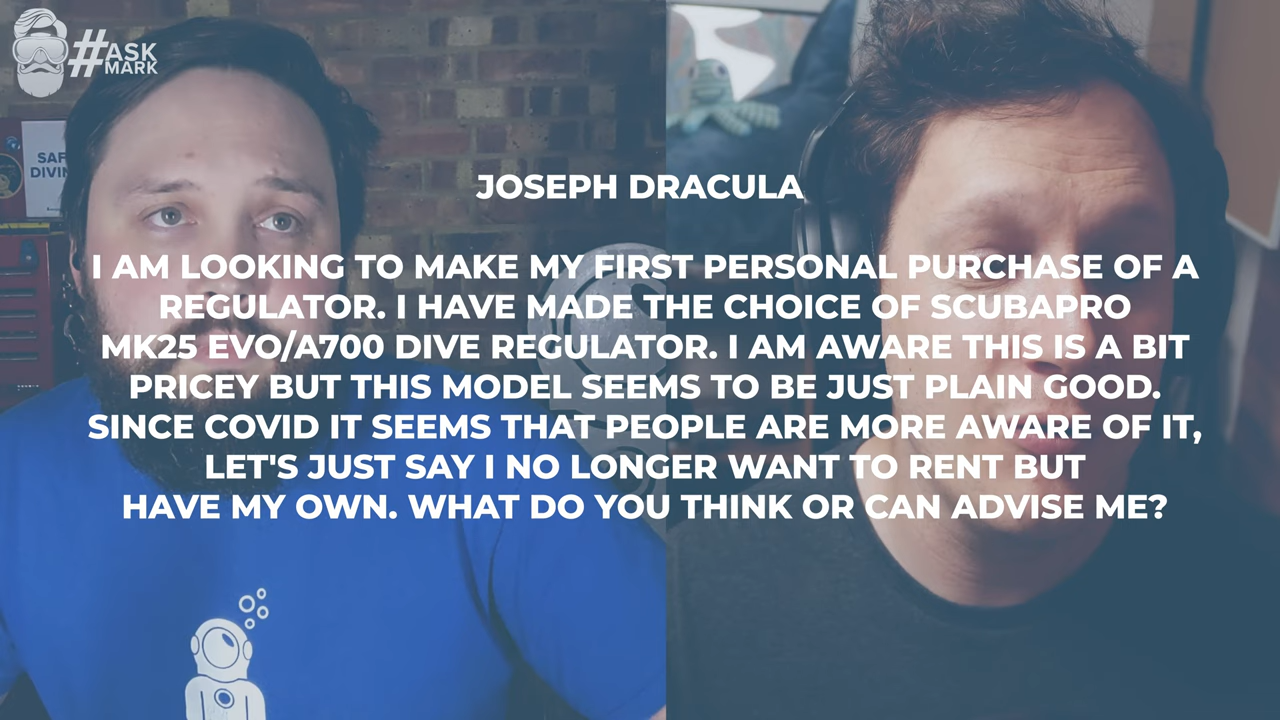 #ASK
MARK
SAF
DIVIN
JOSEPH DRACULA
I AM LOOKING TO MAKE MY FIRST PERSONAL PURCHASE OF A
REGULATOR. I HAVE MADE THE CHOICE OF SCUBAPRO
MK25 EVO/A700 DIVE REGULATOR. I AM AWARE THIS IS A BIT
PRICEY BUT THIS MODEL SEEMS TO BE JUST PLAIN GOOD.
SINCE COVID IT SEEMS THAT PEOPLE ARE MORE AWARE OF IT,
LET'S JUST SAY I NO LONGER WANT TO RENT BUT
HAVE MY OWN. WHAT DO YOU THINK OR CAN ADVISE ME?